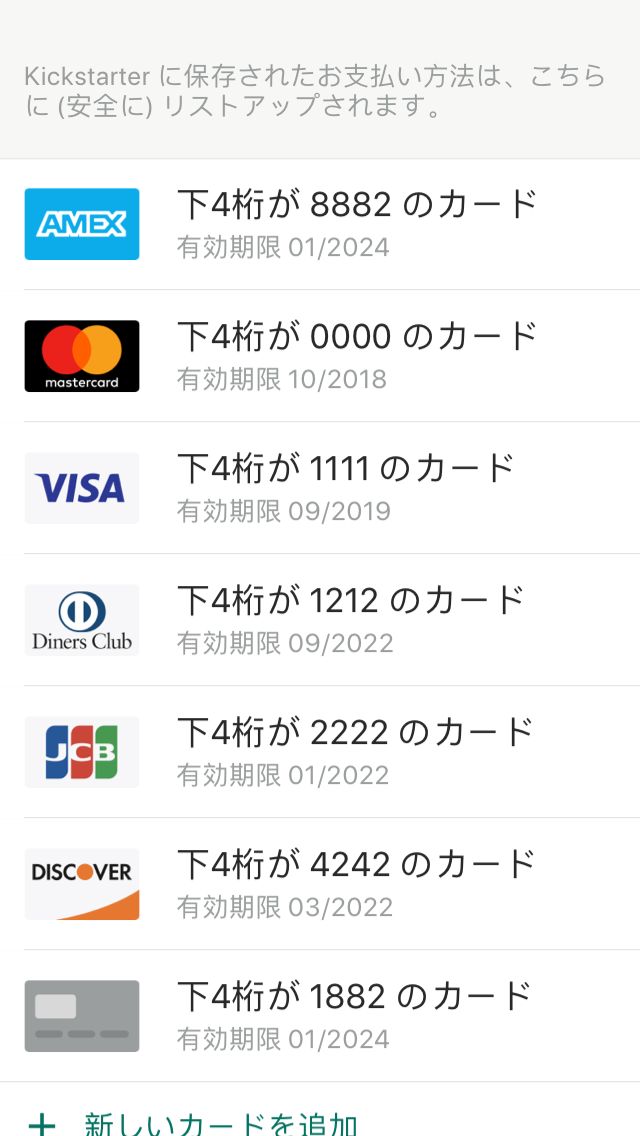 Kickstarter に保存されたお支払い方法は、こちら
に (安全に) リストアップされます。
AMEX
下4桁が 8882 のカード
有効期限 01/2024
mastercard
下4桁が 0000 のカード
有効期限 10/2018
VISA
下4桁が 1111 のカード
有効期限 09/2019
Diners Club
下4桁が 1212 のカード
有効期限 09/2022
JCB
下4桁が 2222 のカード
有効期限 01/2022
DISCOVER
下4桁が 4242 のカード
有効期限 03/2022
下4桁が 1882 のカード
有効期限 01/2024
+ 新しいカードを追加